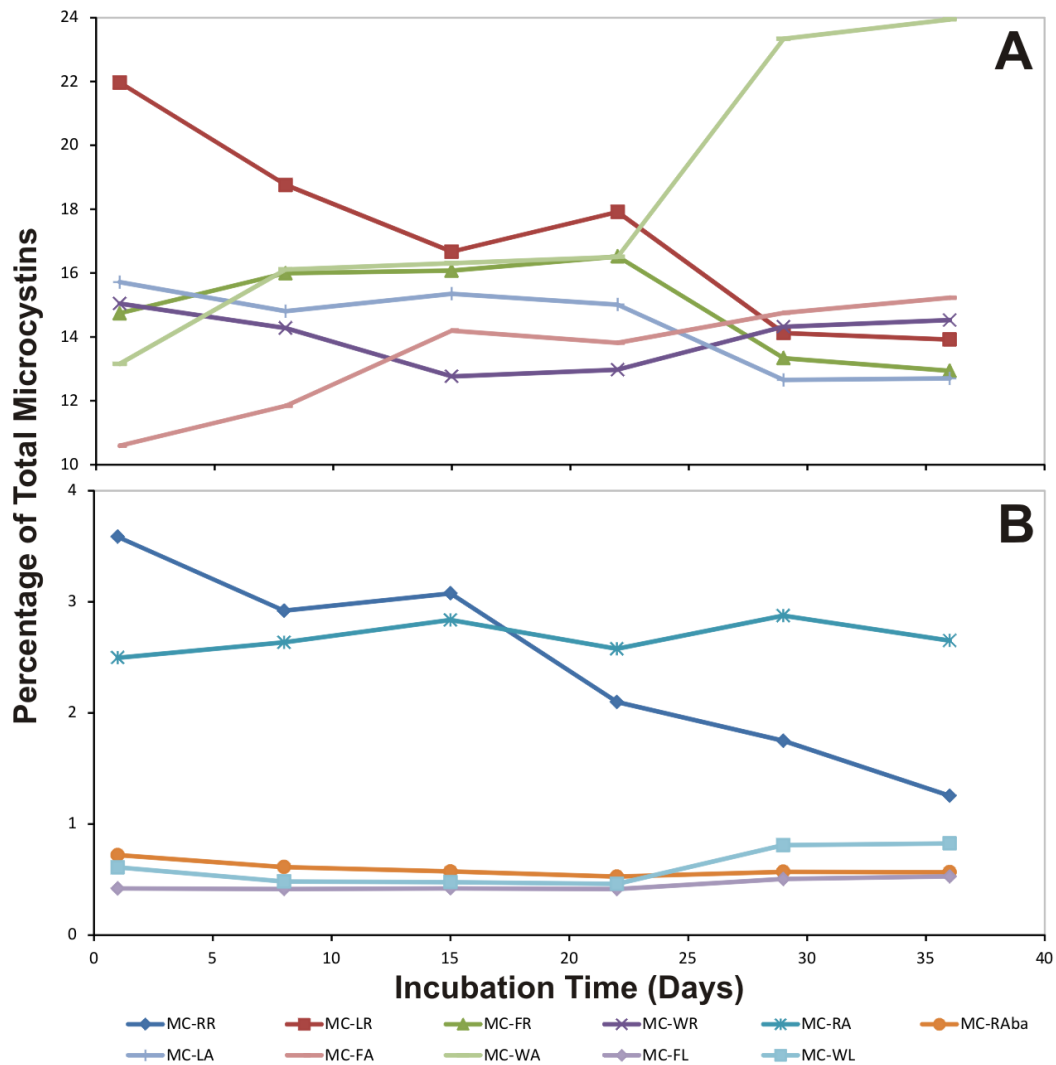 A
24
22
20
18
16
14
12
10
Percentage of Total Microcystins
B
4
3
2
1
0
0 5 10 15 20 25 30 35 40
Incubation Time (Days)
MC-RR MC-LR MC-FR MC-WR MC-RA MC-RAba
MC-LA MC-FA MC-WA MC-FL MC-WL